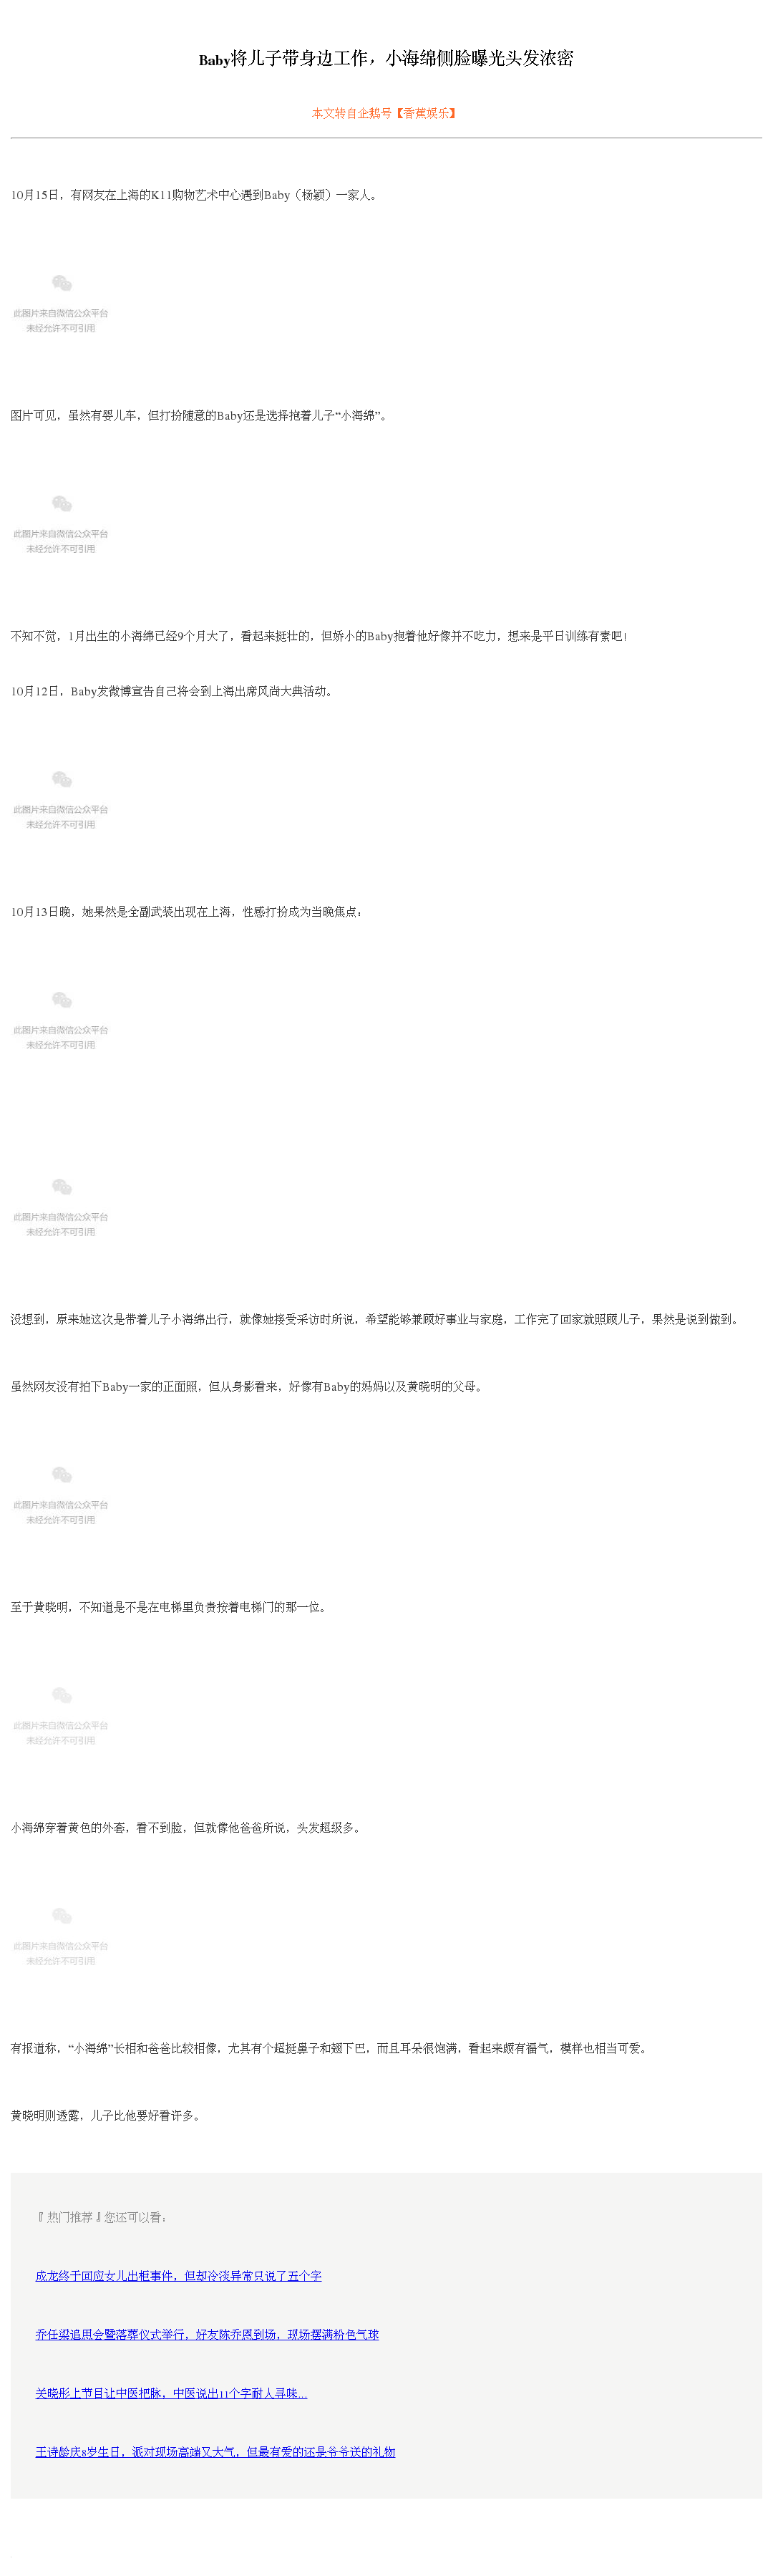 Baby将儿子带身边工作，小海绵侧脸曝光头发浓密
本文转自企鹅号【香蕉娱乐】
10月15日，有网友在上海的K11购物艺术中心遇到Baby（杨颖）一家人。
此图片来自微信公众平台
未经允许不可引用
图片可见，虽然有婴儿车，但打扮随意的Baby还是选择抱着儿子“小海绵”。
此图片来自微信公众平台
未经允许不可引用
不知不觉，1月出生的小海绵已经9个月大了，看起来挺壮的，但娇小的Baby抱着他好像并不吃力，想来是平日训练有素吧！
10月12日，Baby发微博宣告自己将会到上海出席风尚大典活动。
此图片来自微信公众平台
未经允许不可引用
10月13日晚，她果然是全副武装出现在上海，性感打扮成为当晚焦点：
此图片来自微信公众平台
未经允许不可引用
此图片来自微信公众平台
未经允许不可引用
没想到，原来她这次是带着儿子小海绵出行，就像她接受采访时所说，希望能够兼顾好事业与家庭，工作完了回家就照顾儿子，果然是说到做到。
虽然网友没有拍下Baby一家的正面照，但从身影看来，好像有Baby的妈妈以及黄晓明的父母。
此图片来自微信公众平台
未经允许不可引用
至于黄晓明，不知道是不是在电梯里负责按着电梯门的那一位。
此图片来自微信公众平台
未经允许不可引用
小海绵穿着黄色的外套，看不到脸，但就像他爸爸所说，头发超级多。
此图片来自微信公众平台
未经允许不可引用
有报道称，“小海绵”长相和爸爸比较相像，尤其有个超挺鼻子和翘下巴，而且耳朵很饱满，看起来颇有福气，模样也相当可爱。
黄晓明则透露，儿子比他要好看许多。
『热门推荐』您还可以看：
成龙终于回应女儿出柜事件，但却冷淡异常只说了五个字
乔任梁追思会暨落葬仪式举行，好友陈乔恩到场，现场摆满粉色气球
关晓彤上节目让中医把脉，中医说出11个字耐人寻味...
王诗龄庆8岁生日，派对现场高端又大气，但最有爱的还是爷爷送的礼物